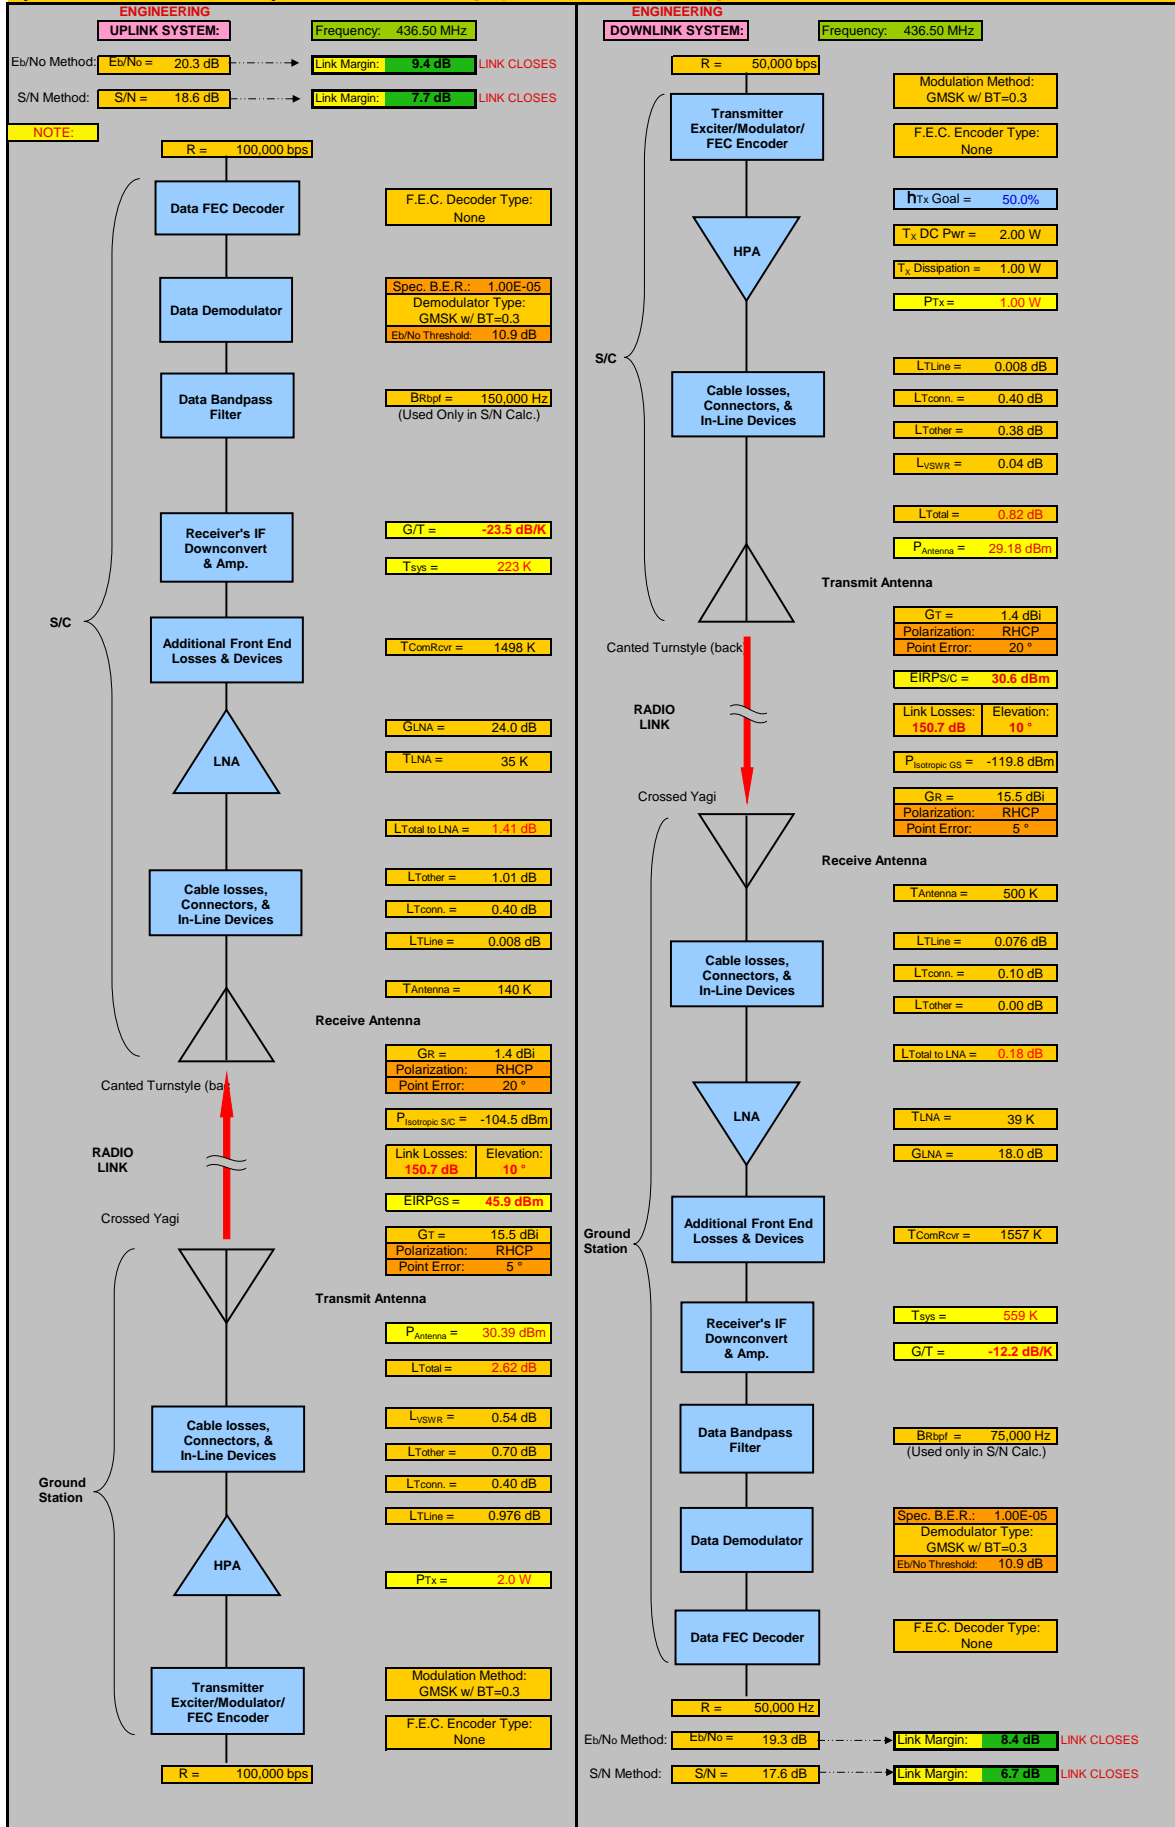 ENGINEERING
UPLINK SYSTEM:
Frequency: 436.50 MHz
Eb/No Method:
Eb/No = 20.3 dB
Link Margin: 9.4 dB
LINK CLOSES
S/N Method:
S/N = 18.6 dB
Link Margin: 7.7 dB
LINK CLOSES
NOTE:
R = 100,000 bps
Data FEC Decoder
F.E.C. Decoder Type:
None
Data Demodulator
Spec. B.E.R.: 1.00E-05
Demodulator Type:
GMSK w/ BT=0.3
Eb/No Threshold: 10.9 dB
Data Bandpass
Filter
BRbpf = 150,000 Hz
(Used Only in S/N Calc.)
Receiver's IF
Downconvert
& Amp.
G/T = -23.5 dB/K
Tsys = 223 K
S/C
Additional Front End
Losses & Devices
TComRcvr = 1498 K
LNA
GLNA = 24.0 dB
TLNA = 35 K
LTotal to LNA = 1.41 dB
Cable losses,
Connectors, &
In-Line Devices
LTother = 1.01 dB
LTconn. = 0.40 dB
LTLine = 0.008 dB
TAntenna = 140 K
Receive Antenna
GR = 1.4 dBi
Polarization: RHCP
Point Error: 20 °
Canted Turnstyle (bac
PIsotropic S/C = -104.5 dBm
RADIO
LINK
Link Losses: Elevation:
150.7 dB 10 °
EIRPGS = 45.9 dBm
Crossed Yagi
GT = 15.5 dBi
Polarization: RHCP
Point Error: 5 °
Transmit Antenna
PAntenna = 30.39 dBm
LTotal = 2.62 dB
Cable losses,
Connectors, &
In-Line Devices
LVSWR = 0.54 dB
LTother = 0.70 dB
LTconn. = 0.40 dB
LTLine = 0.976 dB
Ground
Station
HPA
PTx = 2.0 W
Transmitter
Exciter/Modulator/
FEC Encoder
Modulation Method:
GMSK w/ BT=0.3
F.E.C. Encoder Type:
None
R = 100,000 bps
ENGINEERING
DOWNLINK SYSTEM:
Frequency: 436.50 MHz
R = 50,000 bps
Transmitter
Exciter/Modulator/
FEC Encoder
Modulation Method:
GMSK w/ BT=0.3
F.E.C. Encoder Type:
None
hTx Goal = 50.0%
HPA
TX DC Pwr = 2.00 W
TX Dissipation = 1.00 W
PTx = 1.00 W
S/C
Cable losses,
Connectors, &
In-Line Devices
LTLine = 0.008 dB
LTconn. = 0.40 dB
LTother = 0.38 dB
LVSWR = 0.04 dB
LTotal = 0.82 dB
PAntenna = 29.18 dBm
Transmit Antenna
GT = 1.4 dBi
Polarization: RHCP
Point Error: 20 °
Canted Turnstyle (back
EIRPS/C = 30.6 dBm
RADIO
LINK
Link Losses: Elevation:
150.7 dB 10 °
PIsotropic GS = -119.8 dBm
Crossed Yagi
GR = 15.5 dBi
Polarization: RHCP
Point Error: 5 °
Receive Antenna
TAntenna = 500 K
Cable losses,
Connectors, &
In-Line Devices
LTLine = 0.076 dB
LTconn. = 0.10 dB
LTother = 0.00 dB
LTotal to LNA = 0.18 dB
LNA
TLNA = 39 K
GLNA = 18.0 dB
Ground
Station
Additional Front End
Losses & Devices
TComRcvr = 1557 K
Receiver's IF
Downconvert
& Amp.
Tsys = 559 K
G/T = -12.2 dB/K
Data Bandpass
Filter
BRbpf = 75,000 Hz
(Used only in S/N Calc.)
Data Demodulator
Spec. B.E.R.: 1.00E-05
Demodulator Type:
GMSK w/ BT=0.3
Eb/No Threshold: 10.9 dB
Data FEC Decoder
F.E.C. Decoder Type:
None
R = 50,000 Hz
Eb/No Method:
Eb/No = 19.3 dB
Link Margin: 8.4 dB
LINK CLOSES
S/N Method:
S/N = 17.6 dB
Link Margin: 6.7 dB
LINK CLOSES